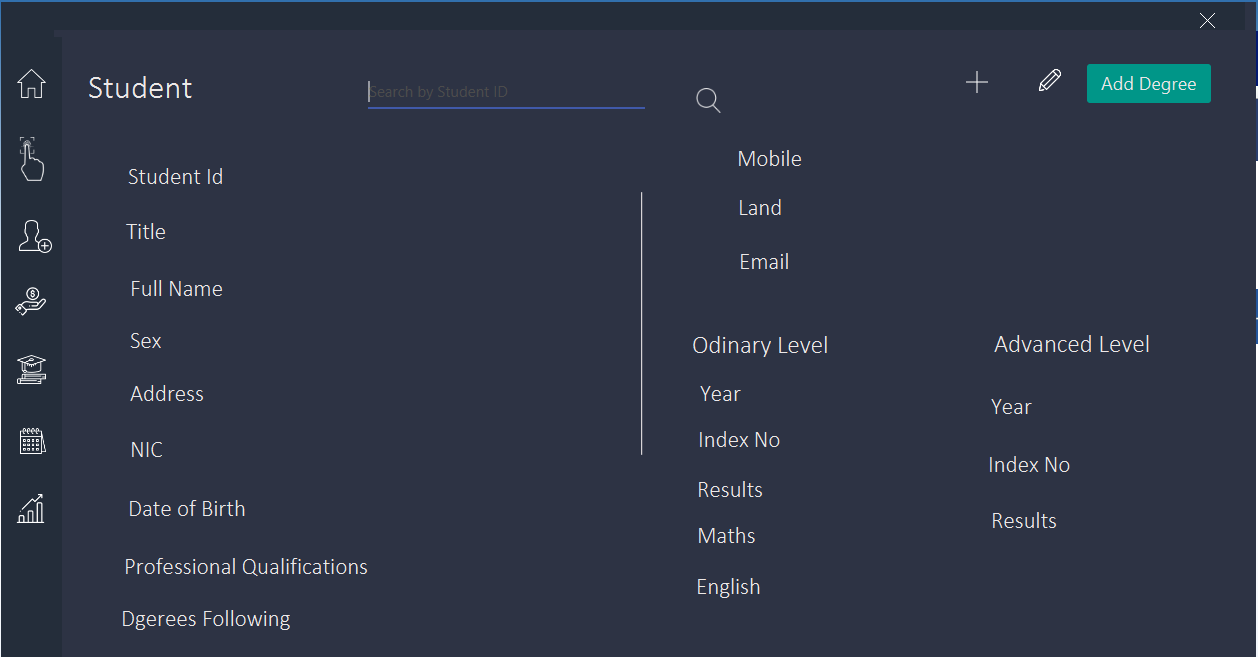 Student
Search by Student ID
Add Degree
Student Id
Title
Full Name
Sex
Address
NIC
Date of Birth
Professional Qualifications
Dgerees Following
Mobile
Land
Email
Odinary Level
Year
Index No
Results
Maths
English
Advanced Level
Year
Index No
Results